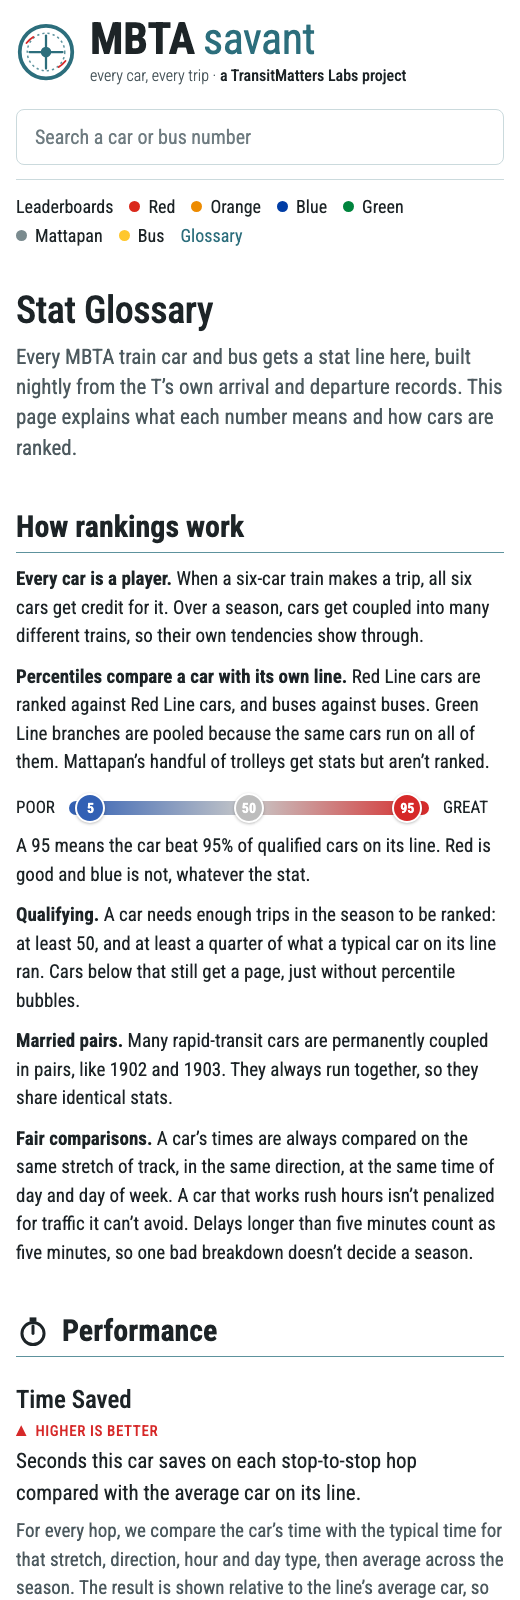 MBTA savant
every car, every trip · a TransitMatters Labs project
Search a car or bus number
Leaderboards Red Orange Blue Green
Mattapan Bus Glossary
Stat Glossary
Every MBTA train car and bus gets a stat line here, built
nightly from the T’s own arrival and departure records. This
page explains what each number means and how cars are
ranked.
How rankings work
Every car is a player. When a six-car train makes a trip, all six
cars get credit for it. Over a season, cars get coupled into many
different trains, so their own tendencies show through.
Percentiles compare a car with its own line. Red Line cars are
ranked against Red Line cars, and buses against buses. Green
Line branches are pooled because the same cars run on all of
them. Mattapan’s handful of trolleys get stats but aren’t ranked.
POOR 5 50 95 GREAT
A 95 means the car beat 95% of qualified cars on its line. Red is
good and blue is not, whatever the stat.
Qualifying. A car needs enough trips in the season to be ranked:
at least 50, and at least a quarter of what a typical car on its line
ran. Cars below that still get a page, just without percentile
bubbles.
Married pairs. Many rapid-transit cars are permanently coupled
in pairs, like 1902 and 1903. They always run together, so they
share identical stats.
Fair comparisons. A car’s times are always compared on the
same stretch of track, in the same direction, at the same time of
day and day of week. A car that works rush hours isn’t penalized
for traffic it can’t avoid. Delays longer than five minutes count as
five minutes, so one bad breakdown doesn’t decide a season.
Performance
Time Saved
▲ HIGHER IS BETTER
Seconds this car saves on each stop-to-stop hop
compared with the average car on its line.
For every hop, we compare the car’s time with the typical time for
that stretch, direction, hour and day type, then average across the
season. The result is shown relative to the line’s average car, so